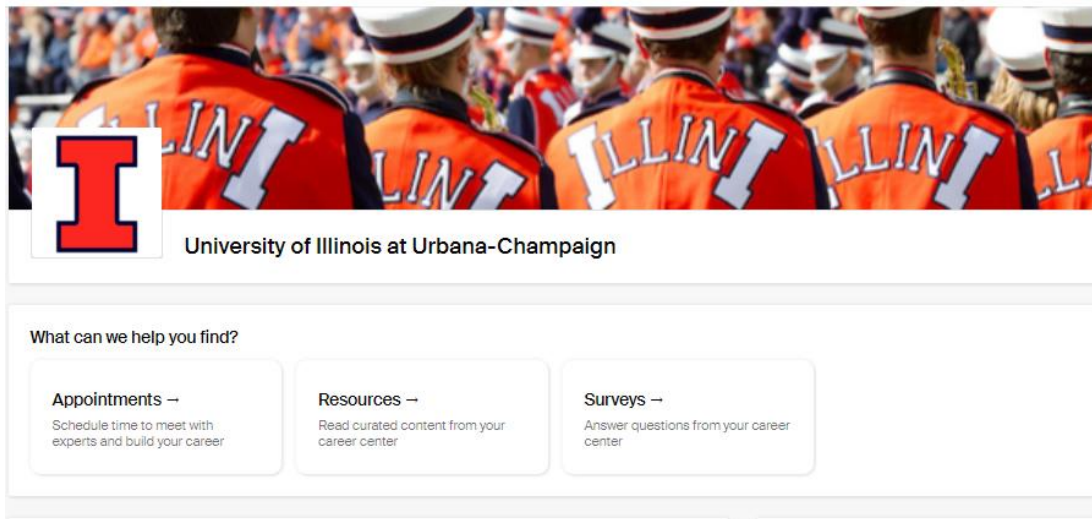 ILLINI
LLINI
ILLINI
ILLINI
ILL
I
University of Illinois at Urbana-Champaign
What can we help you find?
Appointments →
Schedule time to meet with
experts and build your career
Resources →
Read curated content from your
career center
Surveys →
Answer questions from your career
center